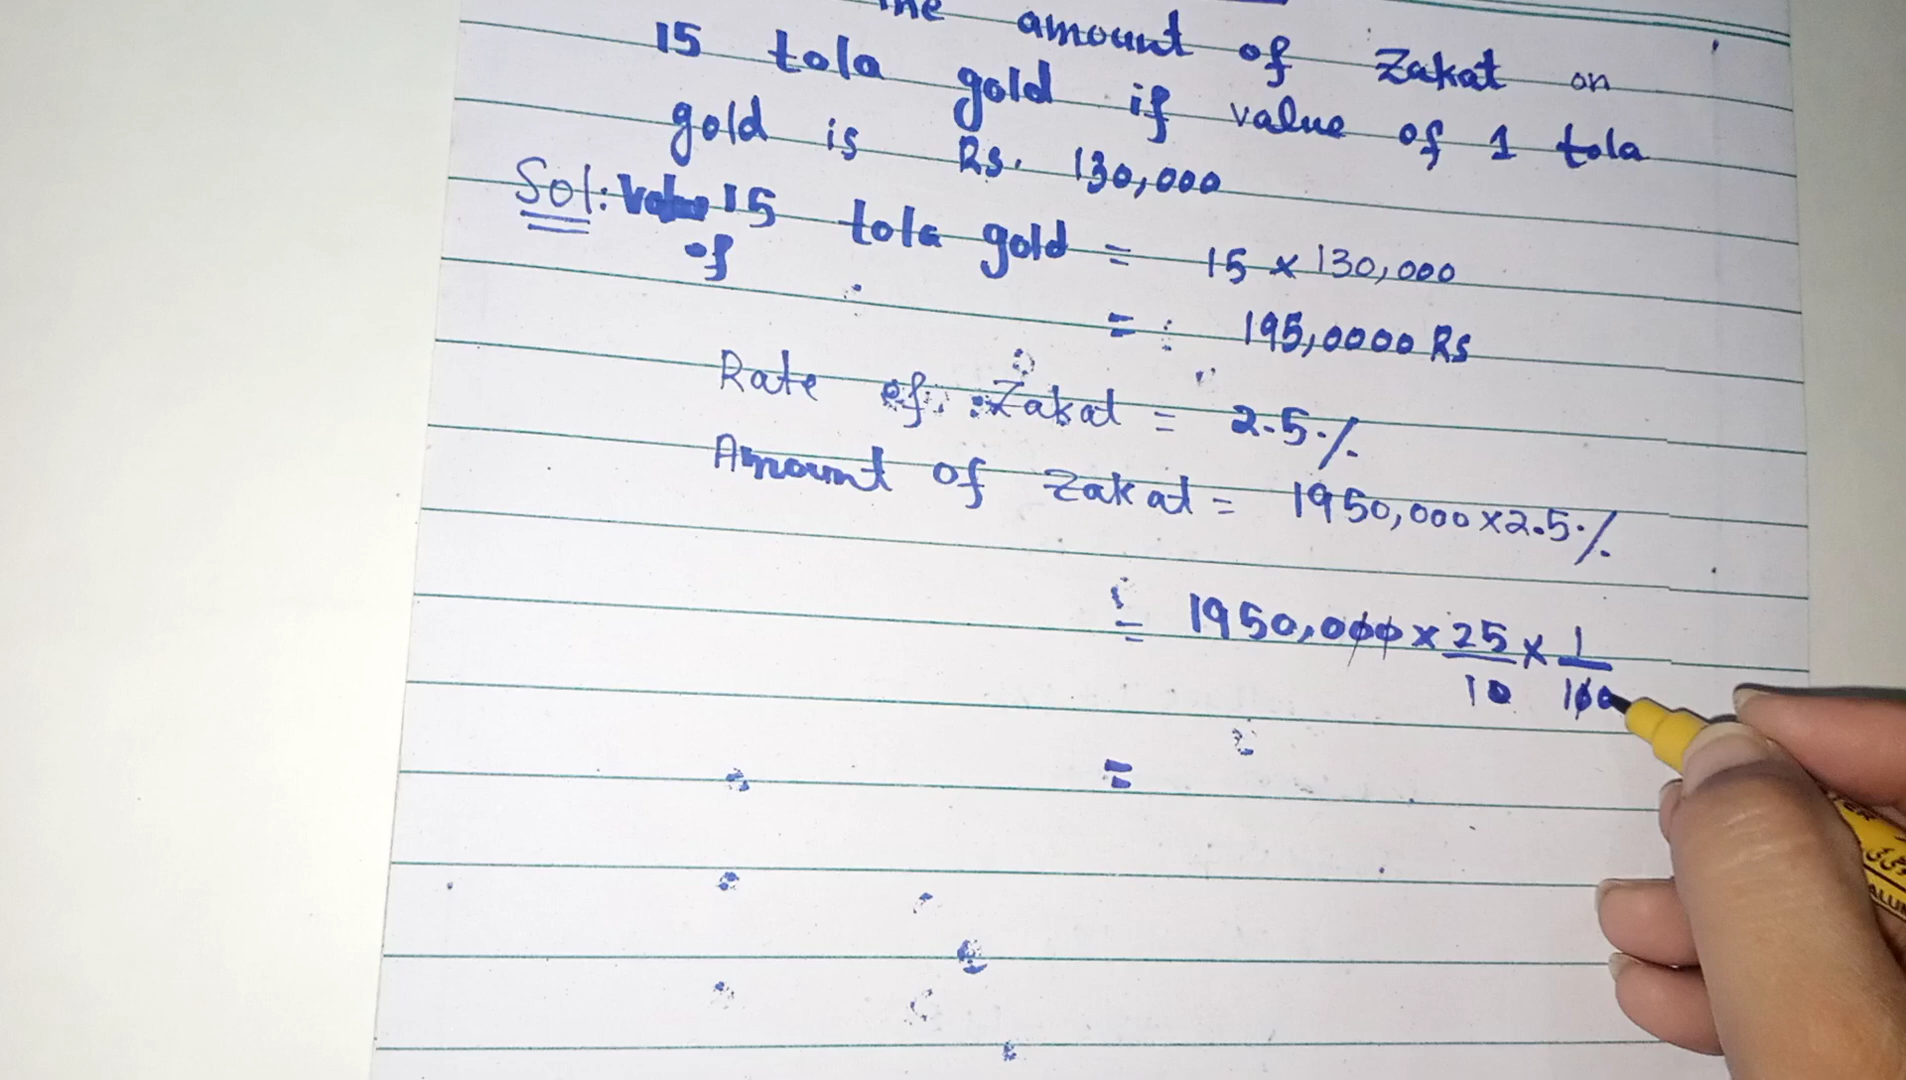 the amount of Zakat on
15 tola gold if value of 1 tola
gold is Rs. 130,000
Sol: Value of 15 tola gold = 15 × 130,000
= 195,0000 Rs
Rate of Zakat = 2.5%
Amount of Zakat = 1950,000 × 2.5%
= 1950,000 × 25/10 × 1/100
=